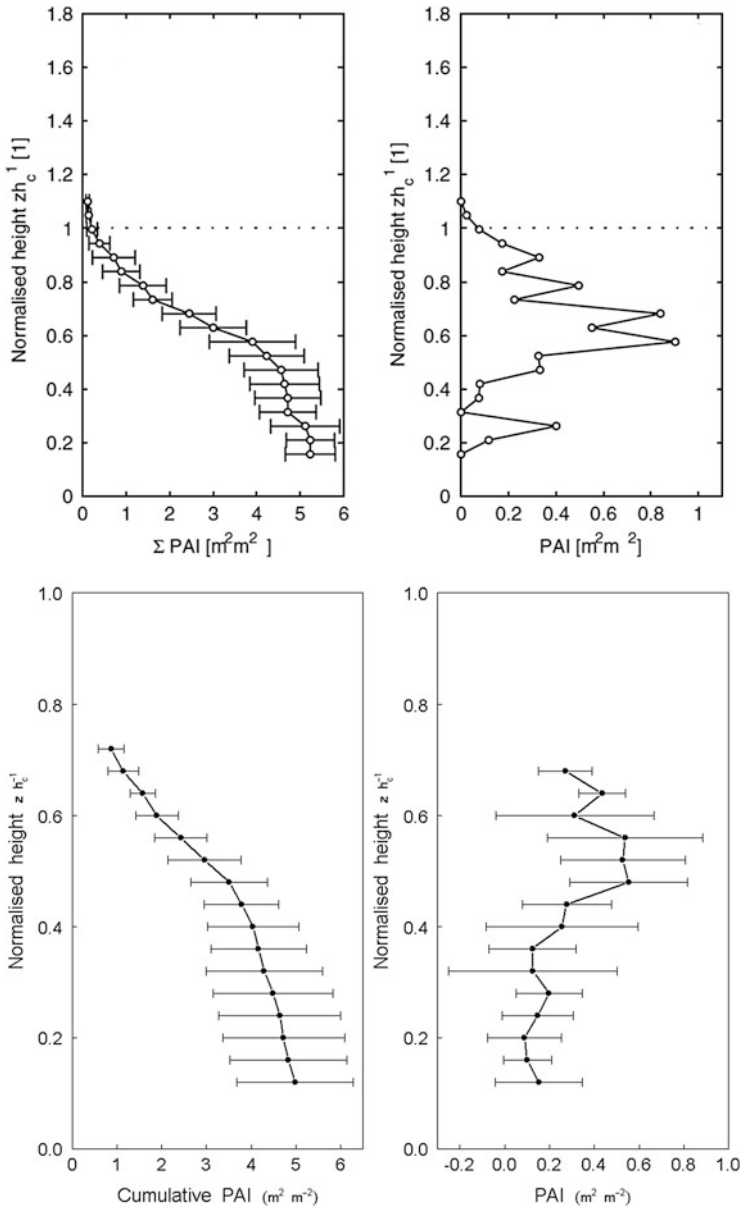 1.8 1.8
1.6 1.6
1.4 1.4
1.2 1.2
1 1
0.8 0.8
0.6 0.6
0.4 0.4
0.2 0.2
0 0
Normalised height zh_c^1 [1]
Normalised height zh_c^1 [1]
0 1 2 3 4 5 6
0 0.2 0.4 0.6 0.8 1
Σ PAI [m²m² ]
PAI [m²m ²]
1.0 1.0
0.8 0.8
0.6 0.6
0.4 0.4
0.2 0.2
0.0 0.0
Normalised height z h_c^-1
Normalised height z h_c^-1
0 1 2 3 4 5 6
-0.2 0.0 0.2 0.4 0.6 0.8 1.0
Cumulative PAI (m² m⁻²)
PAI (m² m⁻²)